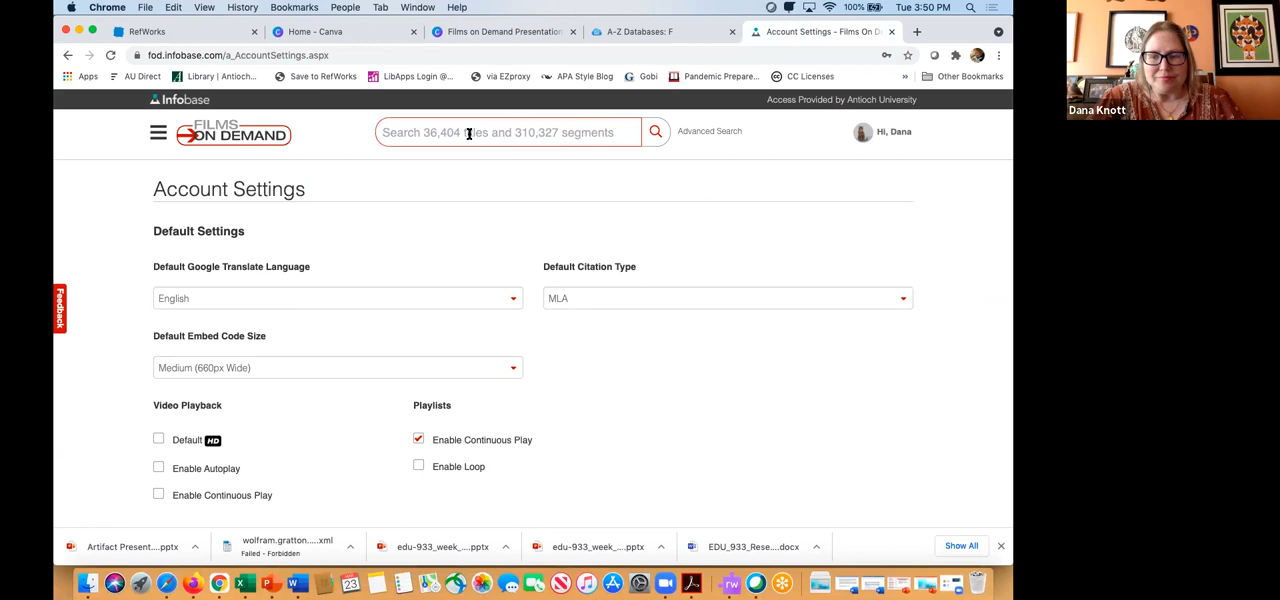 Chrome File Edit View History Bookmarks People Tab Window Help 100% Tue 3:50 PM
RefWorks Home - Canva Films on Demand Presentation A-Z Databases: F Account Settings - Films On D
fod.infobase.com/a_AccountSettings.aspx
Apps AU Direct Library | Antioch... Save to RefWorks LibApps Login @... via EZproxy APA Style Blog Gobi Pandemic Prepare... CC Licenses » Other Bookmarks
Infobase Access Provided by Antioch University
FILMS
ON DEMAND
Search 36,404 titles and 310,327 segments Advanced Search Hi, Dana
Account Settings
Default Settings
Default Google Translate Language Default Citation Type
English MLA
Default Embed Code Size
Medium (660px Wide)
Video Playback Playlists
Default HD Enable Continuous Play
Enable Autoplay Enable Loop
Enable Continuous Play
Feedback
Artifact Present....pptx wolfram.gratton.....xml edu-933_week_....pptx edu-933_week_....pptx EDU_933_Rese....docx Show All
Failed - Forbidden
23
rw
Dana Knott